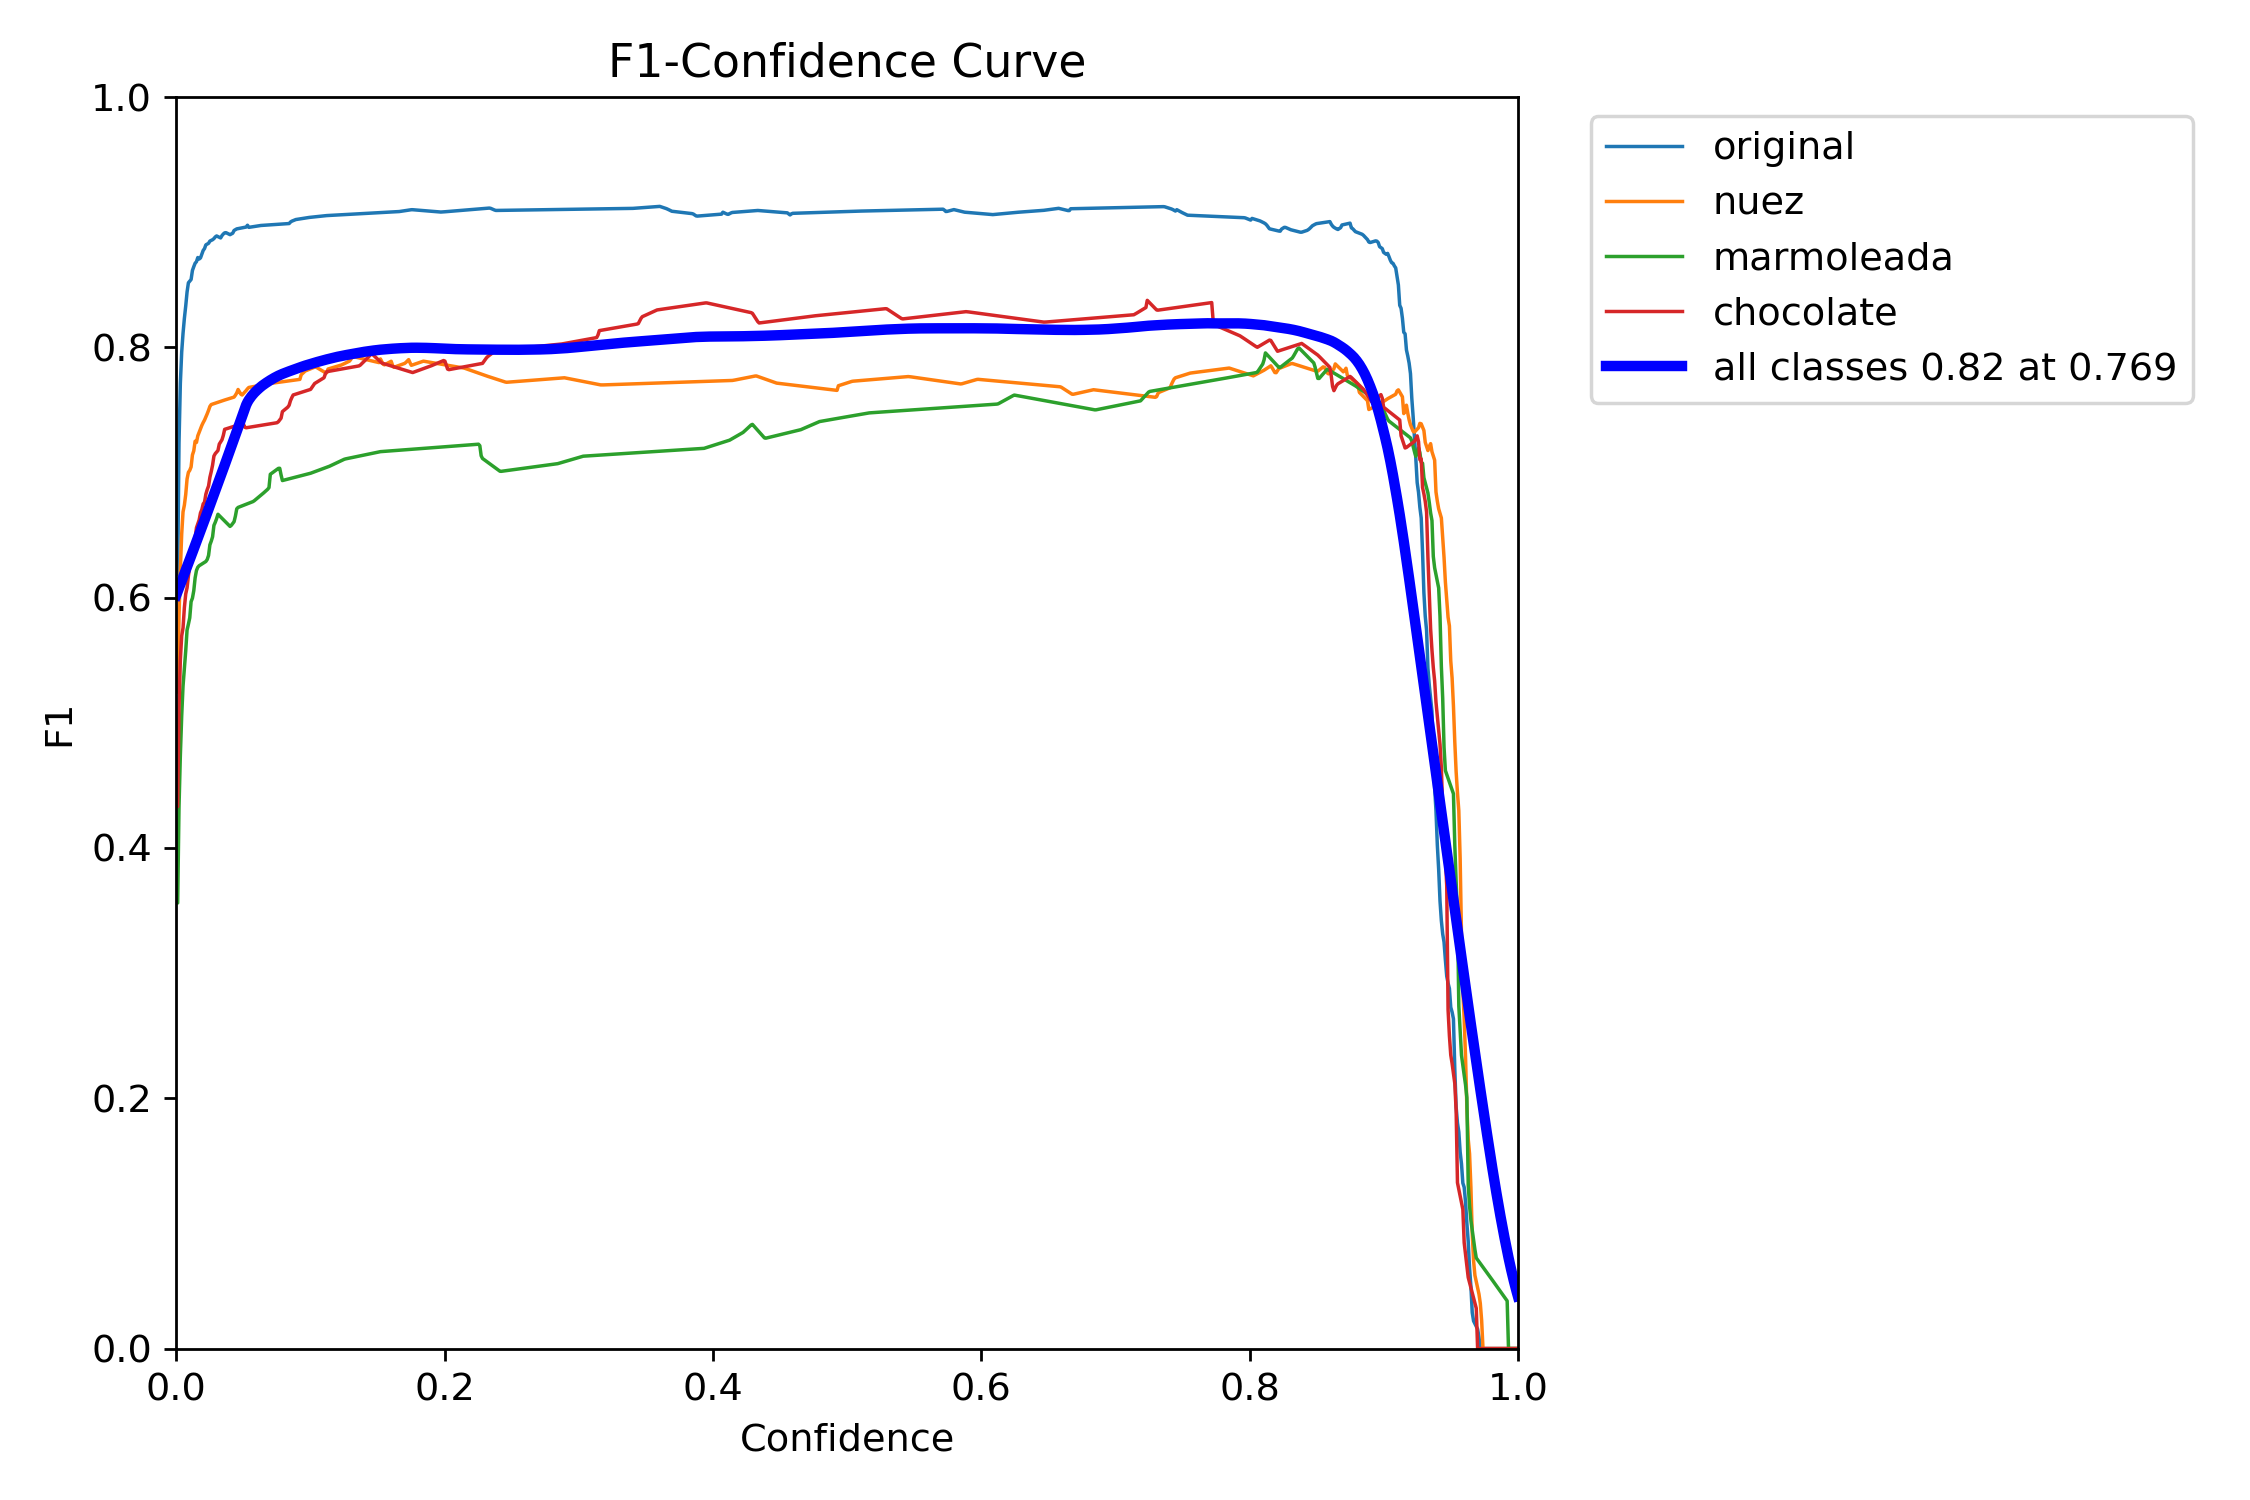 F1-Confidence Curve
1.0
0.8
0.6
0.4
0.2
0.0
F1
0.0 0.2 0.4 0.6 0.8 1.0
Confidence
original
nuez
marmoleada
chocolate
all classes 0.82 at 0.769